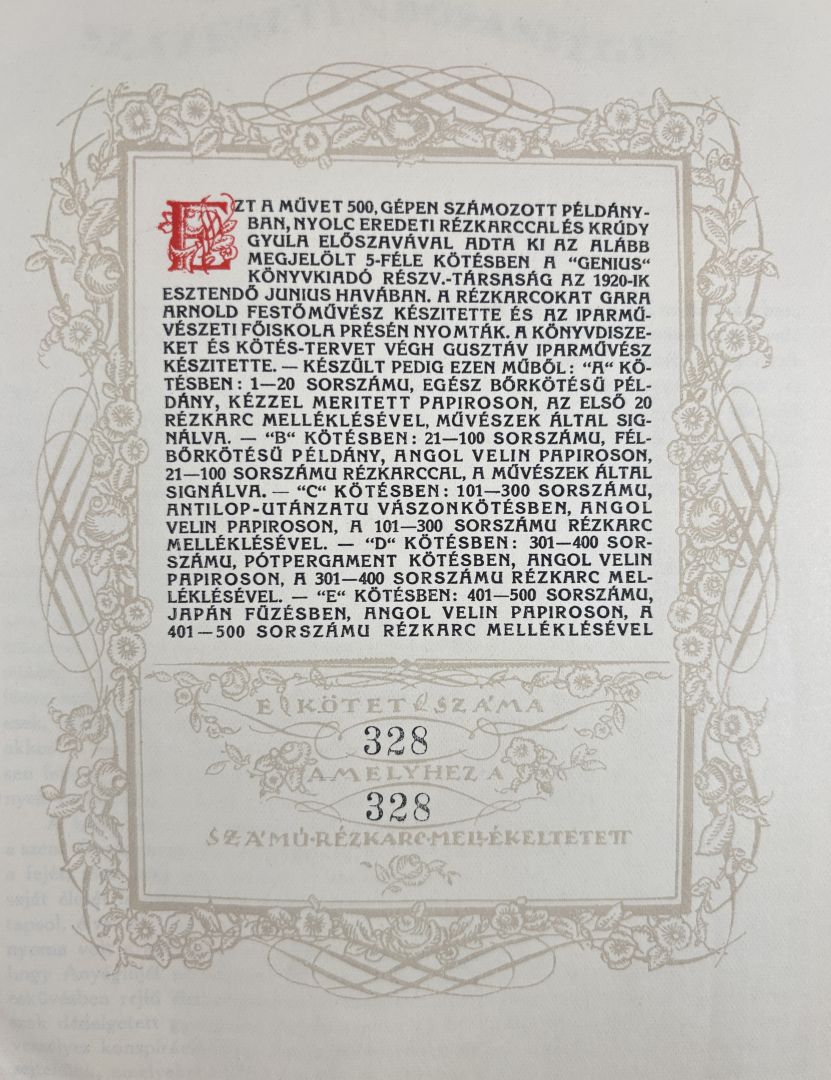 EZT A MŰVET 500, GÉPEN SZÁMOZOTT PÉLDÁNY-
BAN, NYOLC EREDETI RÉZKARCCAL ÉS KRÚDY
GYULA ELŐSZAVÁVAL ADTA KI AZ ALÁBB
MEGJELÖLT 5-FÉLE KÖTÉSBEN A “GENIUS“
KÖNYVKIADÓ RÉSZV.-TÁRSASÁG AZ 1920-IK
ESZTENDŐ JUNIUS HAVÁBAN. A RÉZKARCOKAT GARA
ARNOLD FESTŐMŰVÉSZ KÉSZITETTE ÉS AZ IPARMŰ-
VÉSZETI FŐISKOLA PRÉSÉN NYOMTÁK. A KÖNYVDISZE-
KET ÉS KÖTÉS-TERVET VÉGH GUSZTÁV IPARMŰVÉSZ
KÉSZITETTE. — KÉSZÜLT PEDIG EZEN MŰBŐL: “A“ KÖ-
TÉSBEN: 1—20 SORSZÁMU, EGÉSZ BŐRKÖTÉSŰ PÉL-
DÁNY, KÉZZEL MERITETT PAPIROSON, AZ ELSŐ 20
RÉZKARC MELLÉKLÉSÉVEL, MŰVÉSZEK ÁLTAL SIG-
NÁLVA. — “B“ KÖTÉSBEN: 21—100 SORSZÁMU, FÉL-
BŐRKÖTÉSŰ PÉLDÁNY, ANGOL VELIN PAPIROSON,
21—100 SORSZÁMU RÉZKARCCAL, A MŰVÉSZEK ÁLTAL
SIGNÁLVA. — “C“ KÖTÉSBEN: 101—300 SORSZÁMU,
ANTILOP-UTÁNZATU VÁSZONKÖTÉSBEN, ANGOL
VELIN PAPIROSON, A 101—300 SORSZÁMU RÉZKARC
MELLÉKLÉSÉVEL. — “D“ KÖTÉSBEN: 301—400 SOR-
SZÁMU, PÓTPERGAMENT KÖTÉSBEN, ANGOL VELIN
PAPIROSON, A 301—400 SORSZÁMU RÉZKARC MEL-
LÉKLÉSÉVEL. — “E“ KÖTÉSBEN: 401—500 SORSZÁMU,
JAPÁN FŰZÉSBEN, ANGOL VELIN PAPIROSON, A
401—500 SORSZÁMU RÉZKARC MELLÉKLÉSÉVEL
E KÖTET SZÁMA
328
AMELYHEZ A
328
SZÁMÚ·RÉZKARC·MELLÉKELTETETT